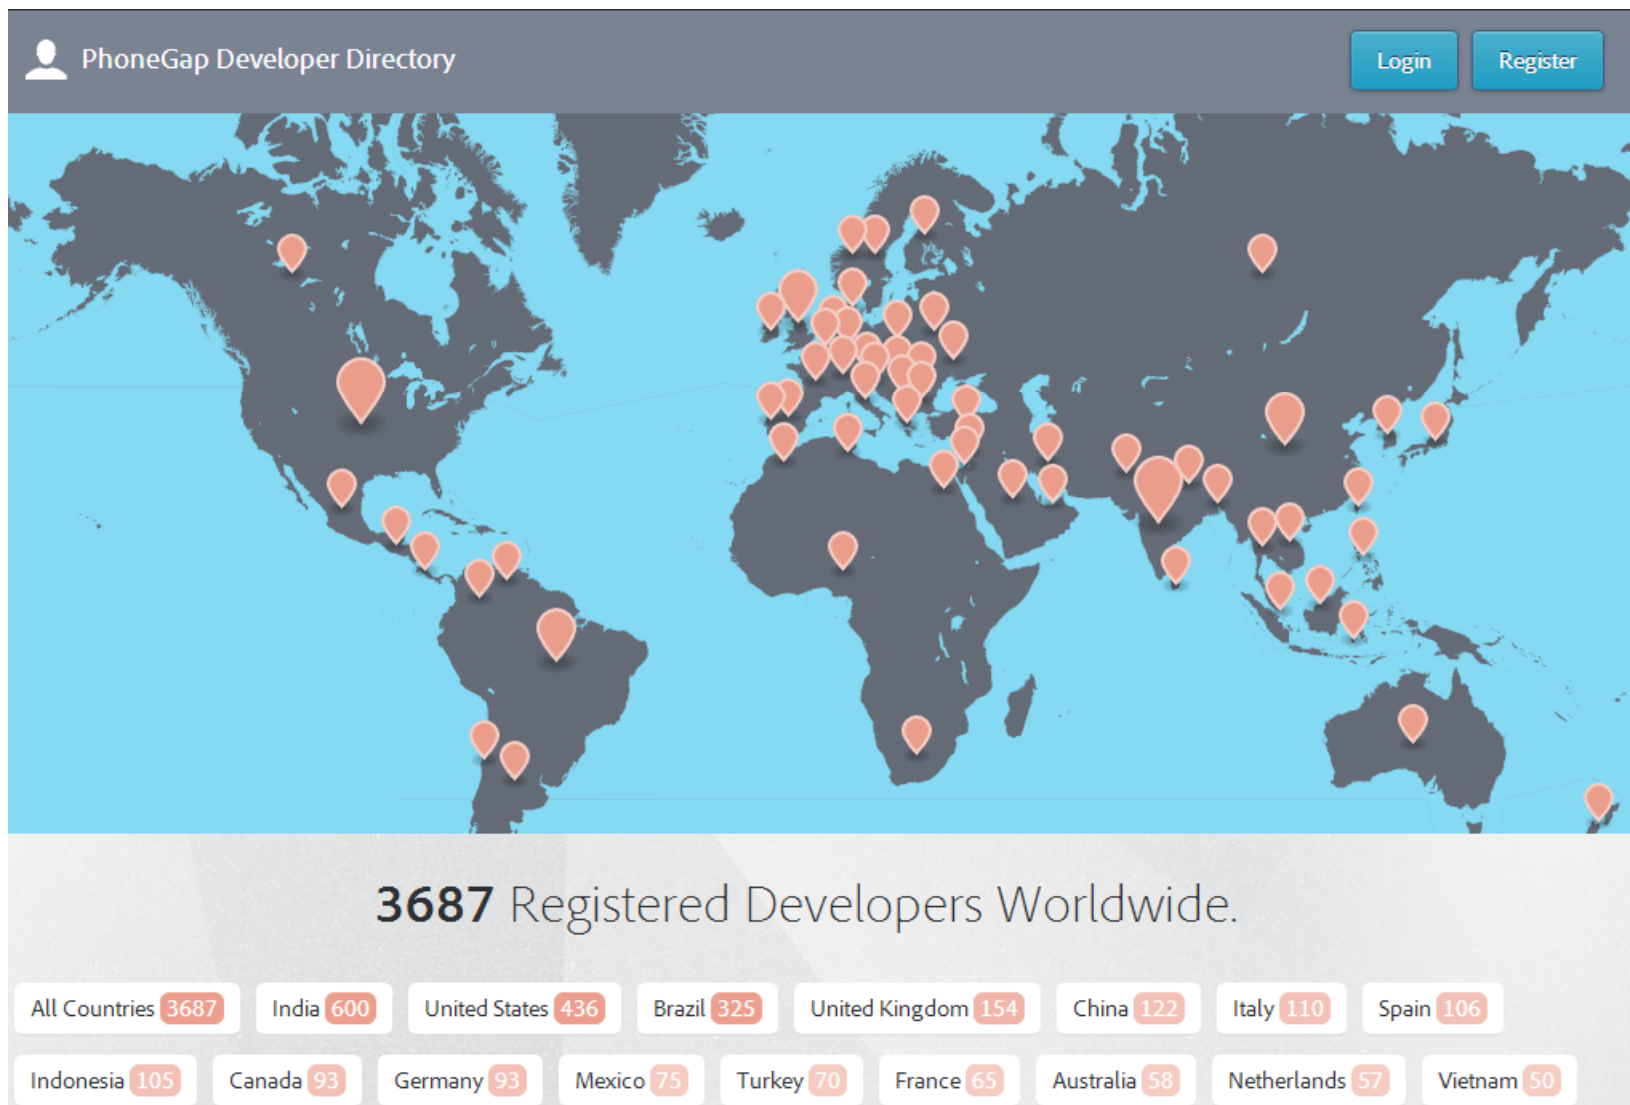 PhoneGap Developer Directory
Login Register
3687 Registered Developers Worldwide.
All Countries 3687 India 600 United States 436 Brazil 325 United Kingdom 154 China 122 Italy 110 Spain 106
Indonesia 105 Canada 93 Germany 93 Mexico 75 Turkey 70 France 65 Australia 58 Netherlands 57 Vietnam 50